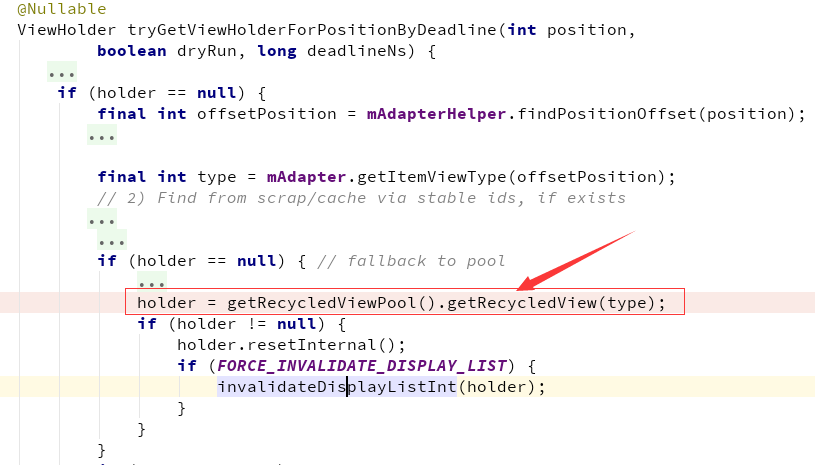 @Nullable
ViewHolder tryGetViewHolderForPositionByDeadline(int position,
        boolean dryRun, long deadlineNs) {
    ...
    if (holder == null) {
        final int offsetPosition = mAdapterHelper.findPositionOffset(position);
        ...
        final int type = mAdapter.getItemViewType(offsetPosition);
        // 2) Find from scrap/cache via stable ids, if exists
        ...
        ...
        if (holder == null) { // fallback to pool
            ...
            holder = getRecycledViewPool().getRecycledView(type);
            if (holder != null) {
                holder.resetInternal();
                if (FORCE_INVALIDATE_DISPLAY_LIST) {
                    invalidateDisplayListInt(holder);
                }
            }
        }